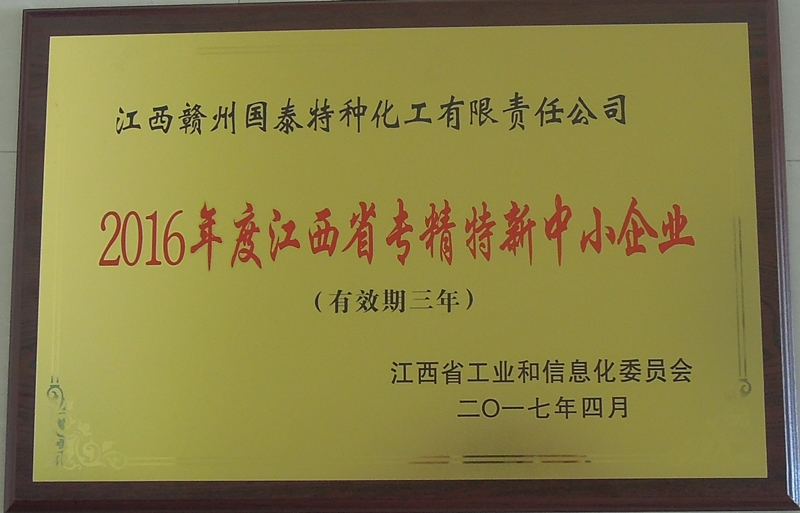 江西赣州国泰特种化工有限责任公司
2016年度江西省专精特新中小企业
（有效期三年）
江西省工业和信息化委员会
二〇一七年四月